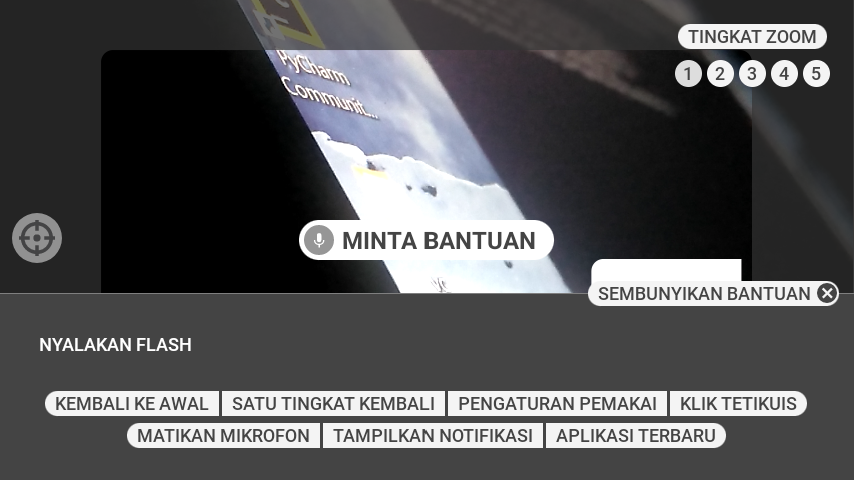 TINGKAT ZOOM
1 2 3 4 5
PyCharm
Communit...
MINTA BANTUAN
SEMBUNYIKAN BANTUAN
NYALAKAN FLASH
KEMBALI KE AWAL SATU TINGKAT KEMBALI PENGATURAN PEMAKAI KLIK TETIKUIS
MATIKAN MIKROFON TAMPILKAN NOTIFIKASI APLIKASI TERBARU